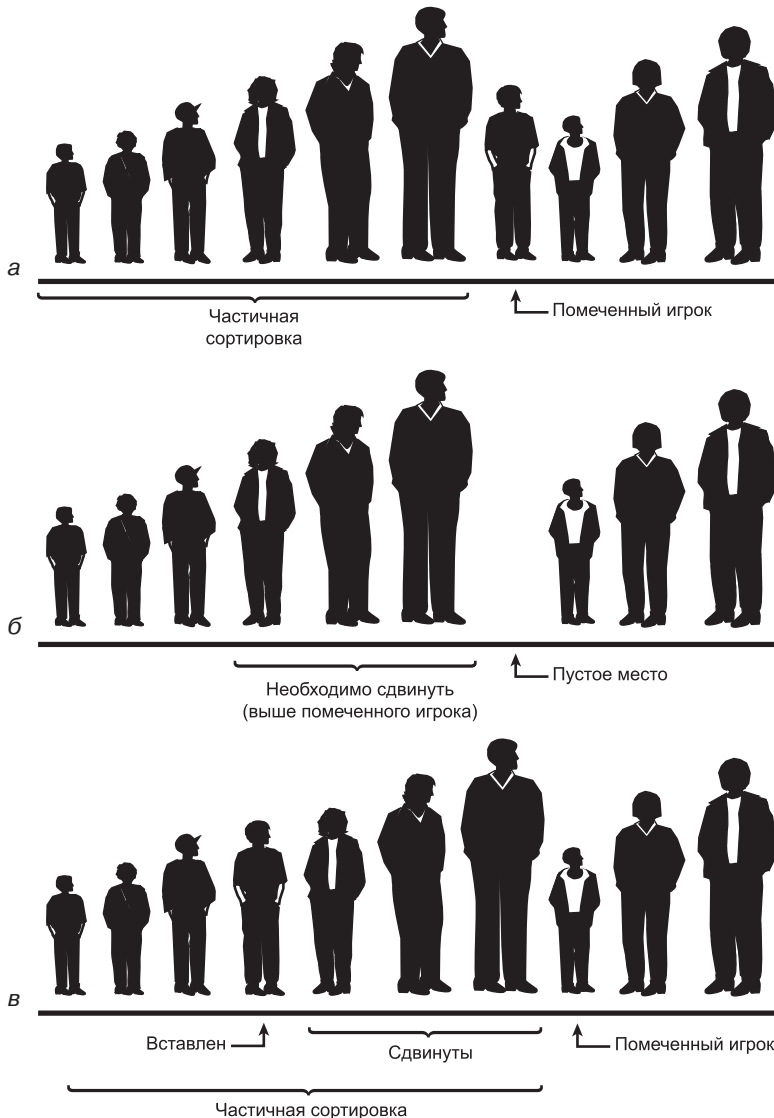 а
Частичная
сортировка
Помеченный игрок
б
Необходимо сдвинуть
(выше помеченного игрока)
Пустое место
в
Вставлен
Сдвинуты
Помеченный игрок
Частичная сортировка